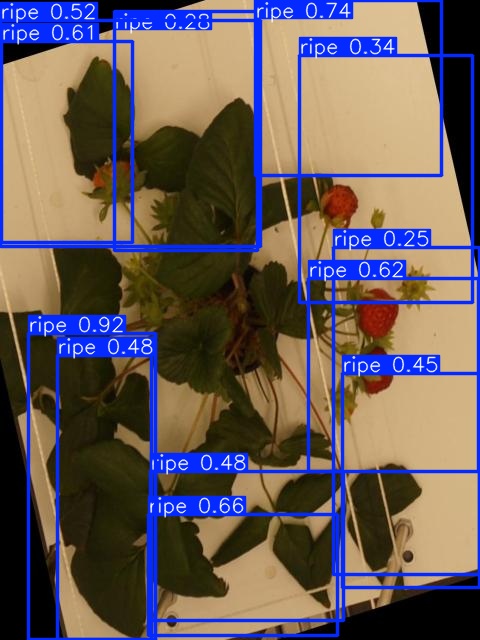 ripe 0.52
ripe 0.28
ripe 0.74
ripe 0.61
ripe 0.34
ripe 0.25
ripe 0.62
ripe 0.92
ripe 0.48
ripe 0.45
ripe 0.48
ripe 0.66